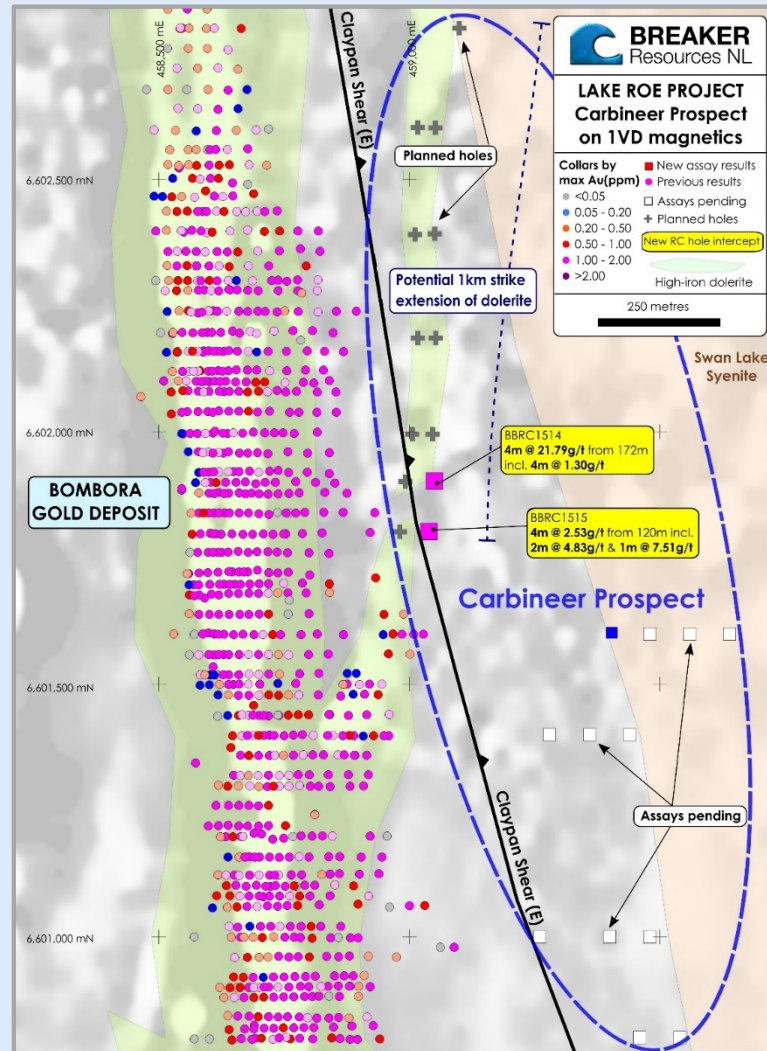 458,500 mE
Claypan Shear (E)
459,000 mE
BREAKER
Resources NL
LAKE ROE PROJECT
Carbineer Prospect
on 1VD magnetics
Collars by
max Au(ppm)
<0.05
0.05 - 0.20
0.20 - 0.50
0.50 - 1.00
1.00 - 2.00
>2.00
New assay results
Previous results
Assays pending
Planned holes
New RC hole intercept
High-iron dolerite
250 metres
Planned holes
6,602,500 mN
Potential 1km strike
extension of dolerite
Swan Lake
Syenite
6,602,000 mN
BBRC1514
4m @ 21.79g/t from 172m
incl. 4m @ 1.30g/t
BOMBORA
GOLD DEPOSIT
BBRC1515
4m @ 2.53g/t from 120m incl.
2m @ 4.83g/t & 1m @ 7.51g/t
Carbineer Prospect
6,601,500 mN
Assays pending
Claypan Shear (E)
6,601,000 mN